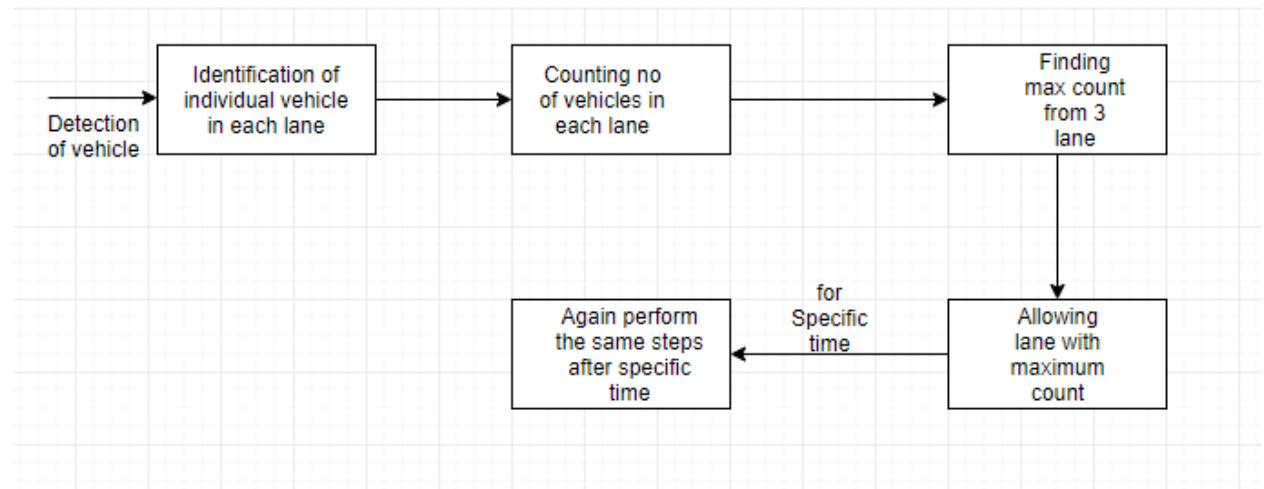 Detection
of vehicle
Identification of
individual vehicle
in each lane
Counting no
of vehicles in
each lane
Finding
max count
from 3
lane
Allowing
lane with
maximum
count
for
Specific
time
Again perform
the same steps
after specific
time